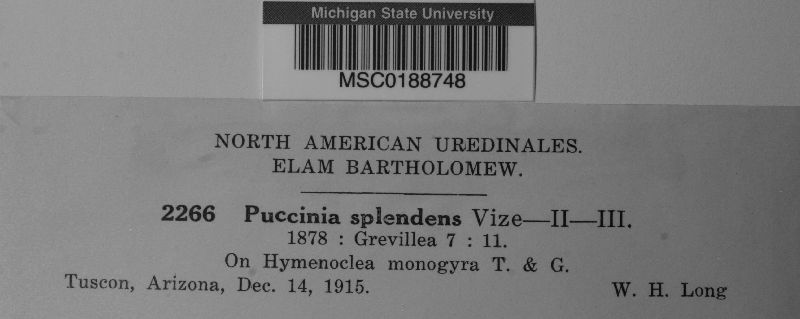 Michigan State University
MSC0188748
NORTH AMERICAN UREDINALES.
ELAM BARTHOLOMEW.
2266 Puccinia splendens Vize—II—III.
1878 : Grevillea 7 : 11.
On Hymenoclea monogyra T. & G.
Tuscon, Arizona, Dec. 14, 1915. W. H. Long